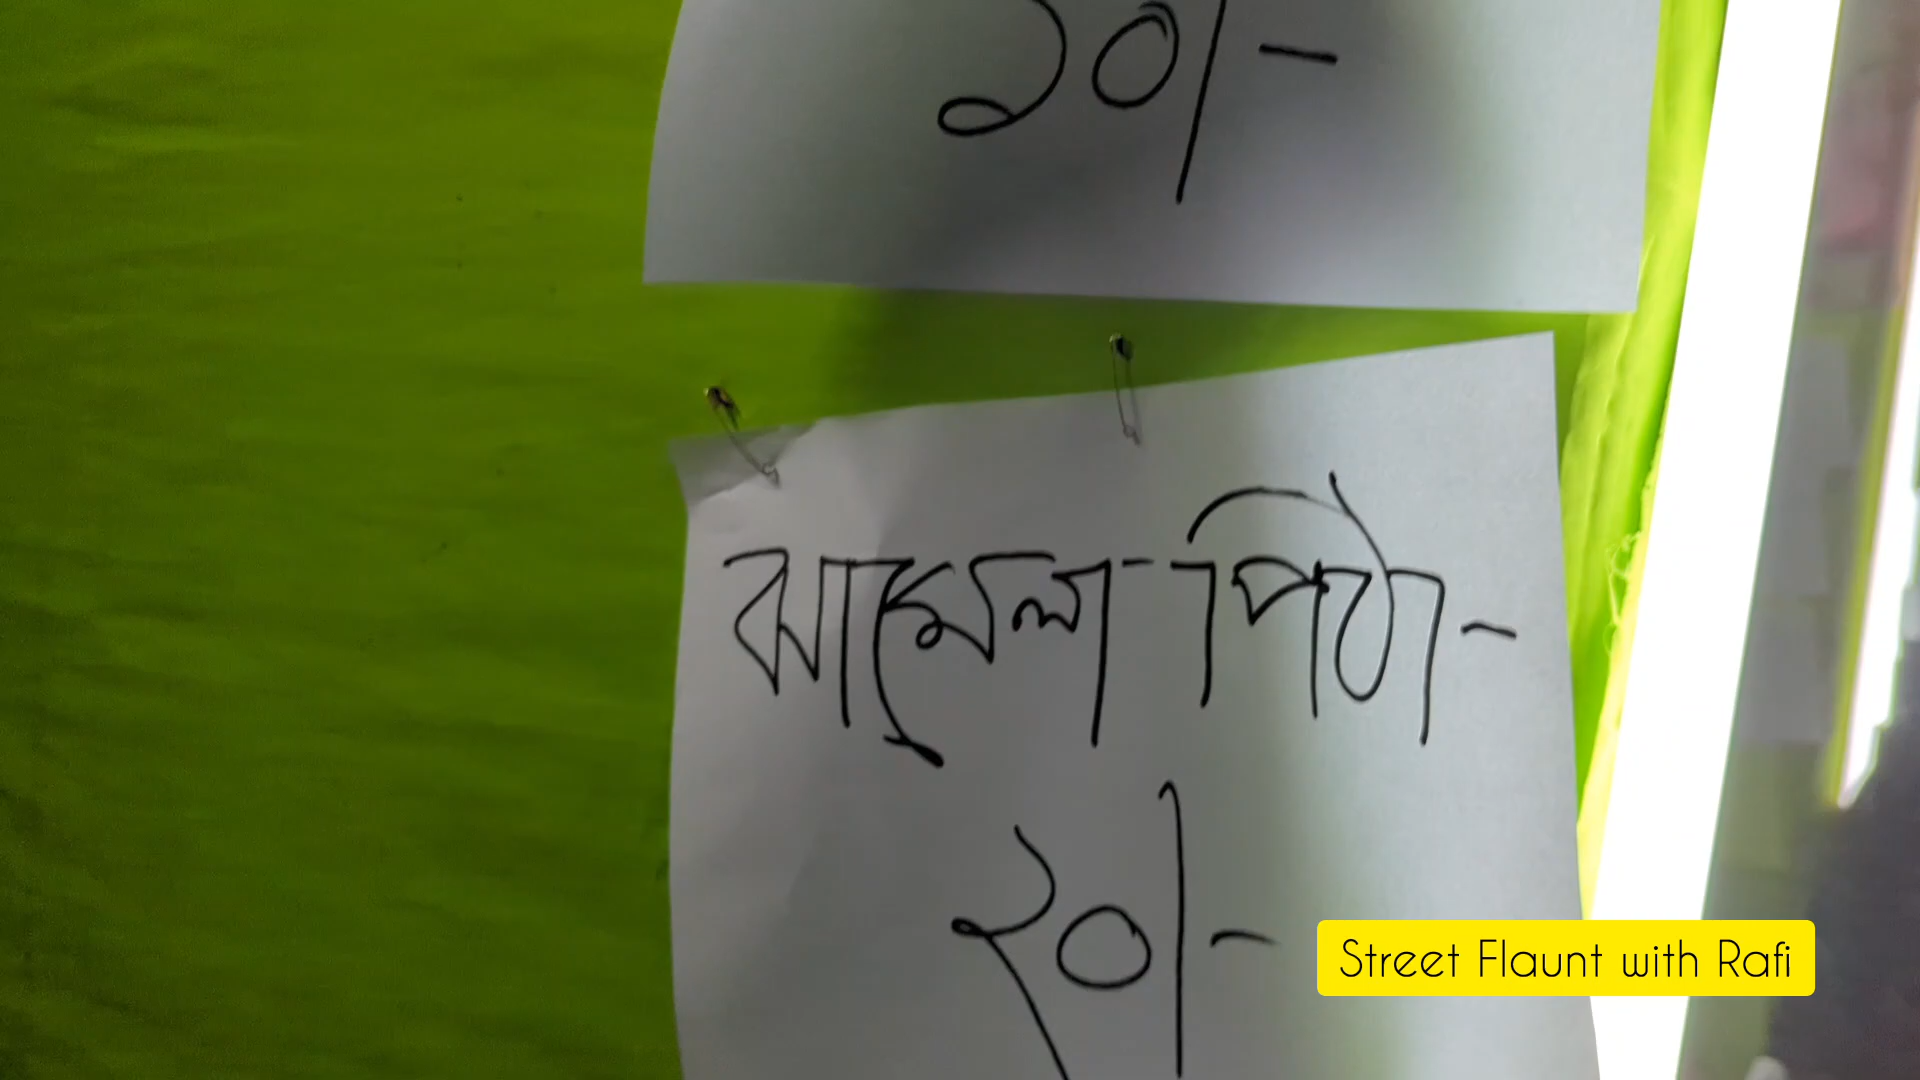 ১০/-
ঝামেলা পিঠা-
২০/-
Street Flaunt with Rafi